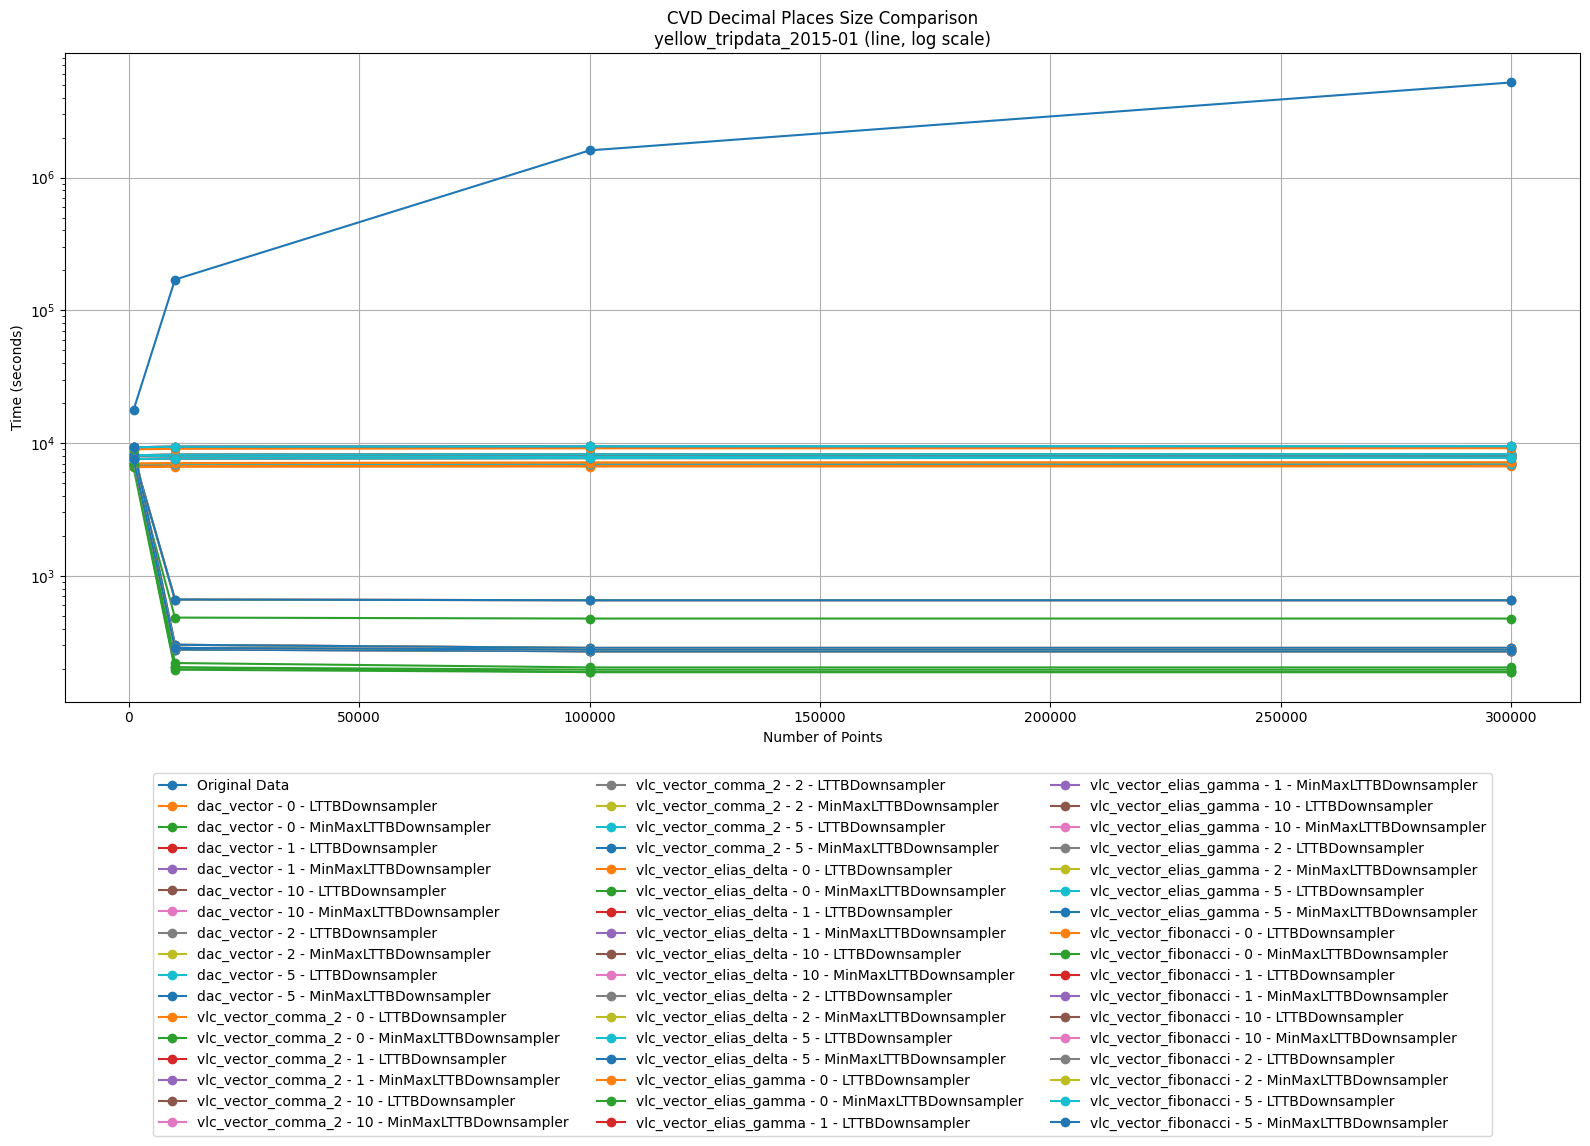 CVD Decimal Places Size Comparison
yellow_tripdata_2015-01 (line, log scale)
Time (seconds)
10⁶
10⁵
10⁴
10³
0
50000
100000
150000
200000
250000
300000
Number of Points
Original Data
dac_vector - 0 - LTTBDownsampler
dac_vector - 0 - MinMaxLTTBDownsampler
dac_vector - 1 - LTTBDownsampler
dac_vector - 1 - MinMaxLTTBDownsampler
dac_vector - 10 - LTTBDownsampler
dac_vector - 10 - MinMaxLTTBDownsampler
dac_vector - 2 - LTTBDownsampler
dac_vector - 2 - MinMaxLTTBDownsampler
dac_vector - 5 - LTTBDownsampler
dac_vector - 5 - MinMaxLTTBDownsampler
vlc_vector_comma_2 - 0 - LTTBDownsampler
vlc_vector_comma_2 - 0 - MinMaxLTTBDownsampler
vlc_vector_comma_2 - 1 - LTTBDownsampler
vlc_vector_comma_2 - 1 - MinMaxLTTBDownsampler
vlc_vector_comma_2 - 10 - LTTBDownsampler
vlc_vector_comma_2 - 10 - MinMaxLTTBDownsampler
vlc_vector_comma_2 - 2 - LTTBDownsampler
vlc_vector_comma_2 - 2 - MinMaxLTTBDownsampler
vlc_vector_comma_2 - 5 - LTTBDownsampler
vlc_vector_comma_2 - 5 - MinMaxLTTBDownsampler
vlc_vector_elias_delta - 0 - LTTBDownsampler
vlc_vector_elias_delta - 0 - MinMaxLTTBDownsampler
vlc_vector_elias_delta - 1 - LTTBDownsampler
vlc_vector_elias_delta - 1 - MinMaxLTTBDownsampler
vlc_vector_elias_delta - 10 - LTTBDownsampler
vlc_vector_elias_delta - 10 - MinMaxLTTBDownsampler
vlc_vector_elias_delta - 2 - LTTBDownsampler
vlc_vector_elias_delta - 2 - MinMaxLTTBDownsampler
vlc_vector_elias_delta - 5 - LTTBDownsampler
vlc_vector_elias_delta - 5 - MinMaxLTTBDownsampler
vlc_vector_elias_gamma - 0 - LTTBDownsampler
vlc_vector_elias_gamma - 0 - MinMaxLTTBDownsampler
vlc_vector_elias_gamma - 1 - LTTBDownsampler
vlc_vector_elias_gamma - 1 - MinMaxLTTBDownsampler
vlc_vector_elias_gamma - 10 - LTTBDownsampler
vlc_vector_elias_gamma - 10 - MinMaxLTTBDownsampler
vlc_vector_elias_gamma - 2 - LTTBDownsampler
vlc_vector_elias_gamma - 2 - MinMaxLTTBDownsampler
vlc_vector_elias_gamma - 5 - LTTBDownsampler
vlc_vector_elias_gamma - 5 - MinMaxLTTBDownsampler
vlc_vector_fibonacci - 0 - LTTBDownsampler
vlc_vector_fibonacci - 0 - MinMaxLTTBDownsampler
vlc_vector_fibonacci - 1 - LTTBDownsampler
vlc_vector_fibonacci - 1 - MinMaxLTTBDownsampler
vlc_vector_fibonacci - 10 - LTTBDownsampler
vlc_vector_fibonacci - 10 - MinMaxLTTBDownsampler
vlc_vector_fibonacci - 2 - LTTBDownsampler
vlc_vector_fibonacci - 2 - MinMaxLTTBDownsampler
vlc_vector_fibonacci - 5 - LTTBDownsampler
vlc_vector_fibonacci - 5 - MinMaxLTTBDownsampler